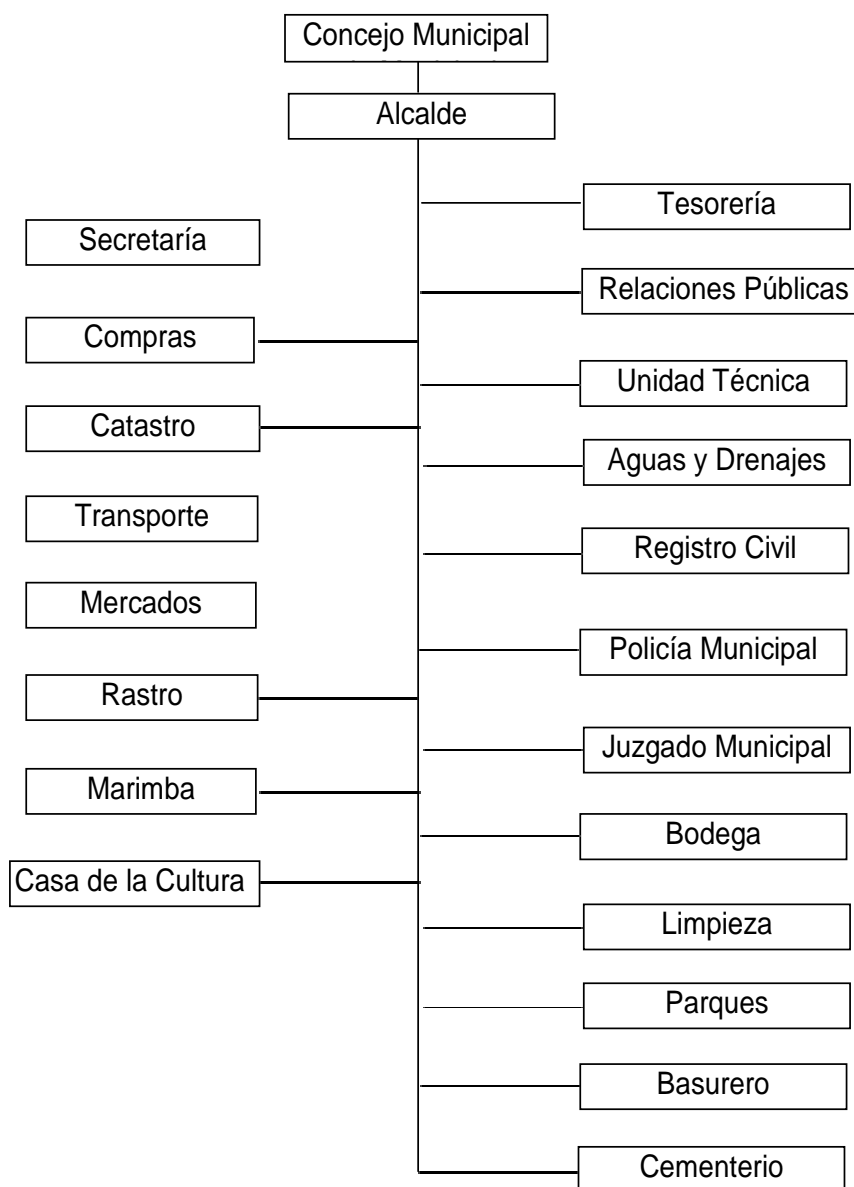 Concejo Municipal
Alcalde
Tesorería
Secretaría
Relaciones Públicas
Compras
Unidad Técnica
Catastro
Aguas y Drenajes
Transporte
Registro Civil
Mercados
Policía Municipal
Rastro
Juzgado Municipal
Marimba
Bodega
Casa de la Cultura
Limpieza
Parques
Basurero
Cementerio